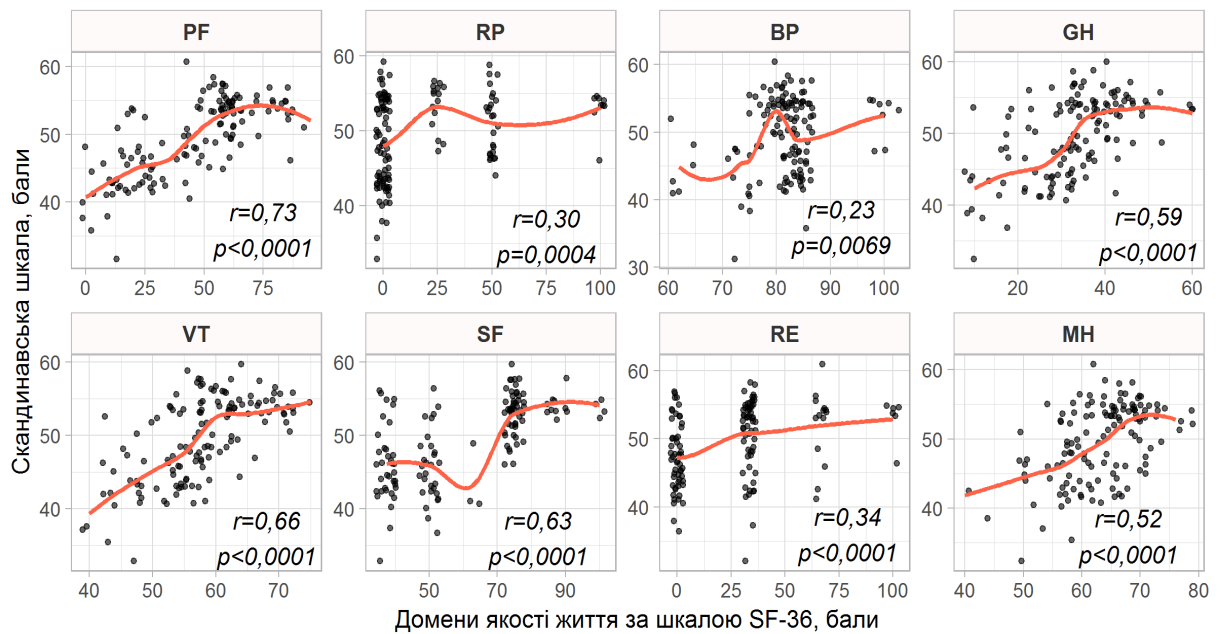 PF RP BP GH
60 60 60 60
50 50 50 50
40 40 40 40
30
r=0,73 r=0,30 r=0,23 r=0,59
p<0,0001 p=0,0004 p=0,0069 p<0,0001
0 25 50 75 0 25 50 75 100 60 70 80 90 100 20 40 60
Скандинавська шкала, бали
VT SF RE MH
60 60 60 60
50 50 50 50
40 40 40 40
r=0,66 r=0,63 r=0,34 r=0,52
p<0,0001 p<0,0001 p<0,0001 p<0,0001
40 50 60 70 50 70 90 0 25 50 75 100 40 50 60 70 80
Домени якості життя за шкалою SF-36, бали